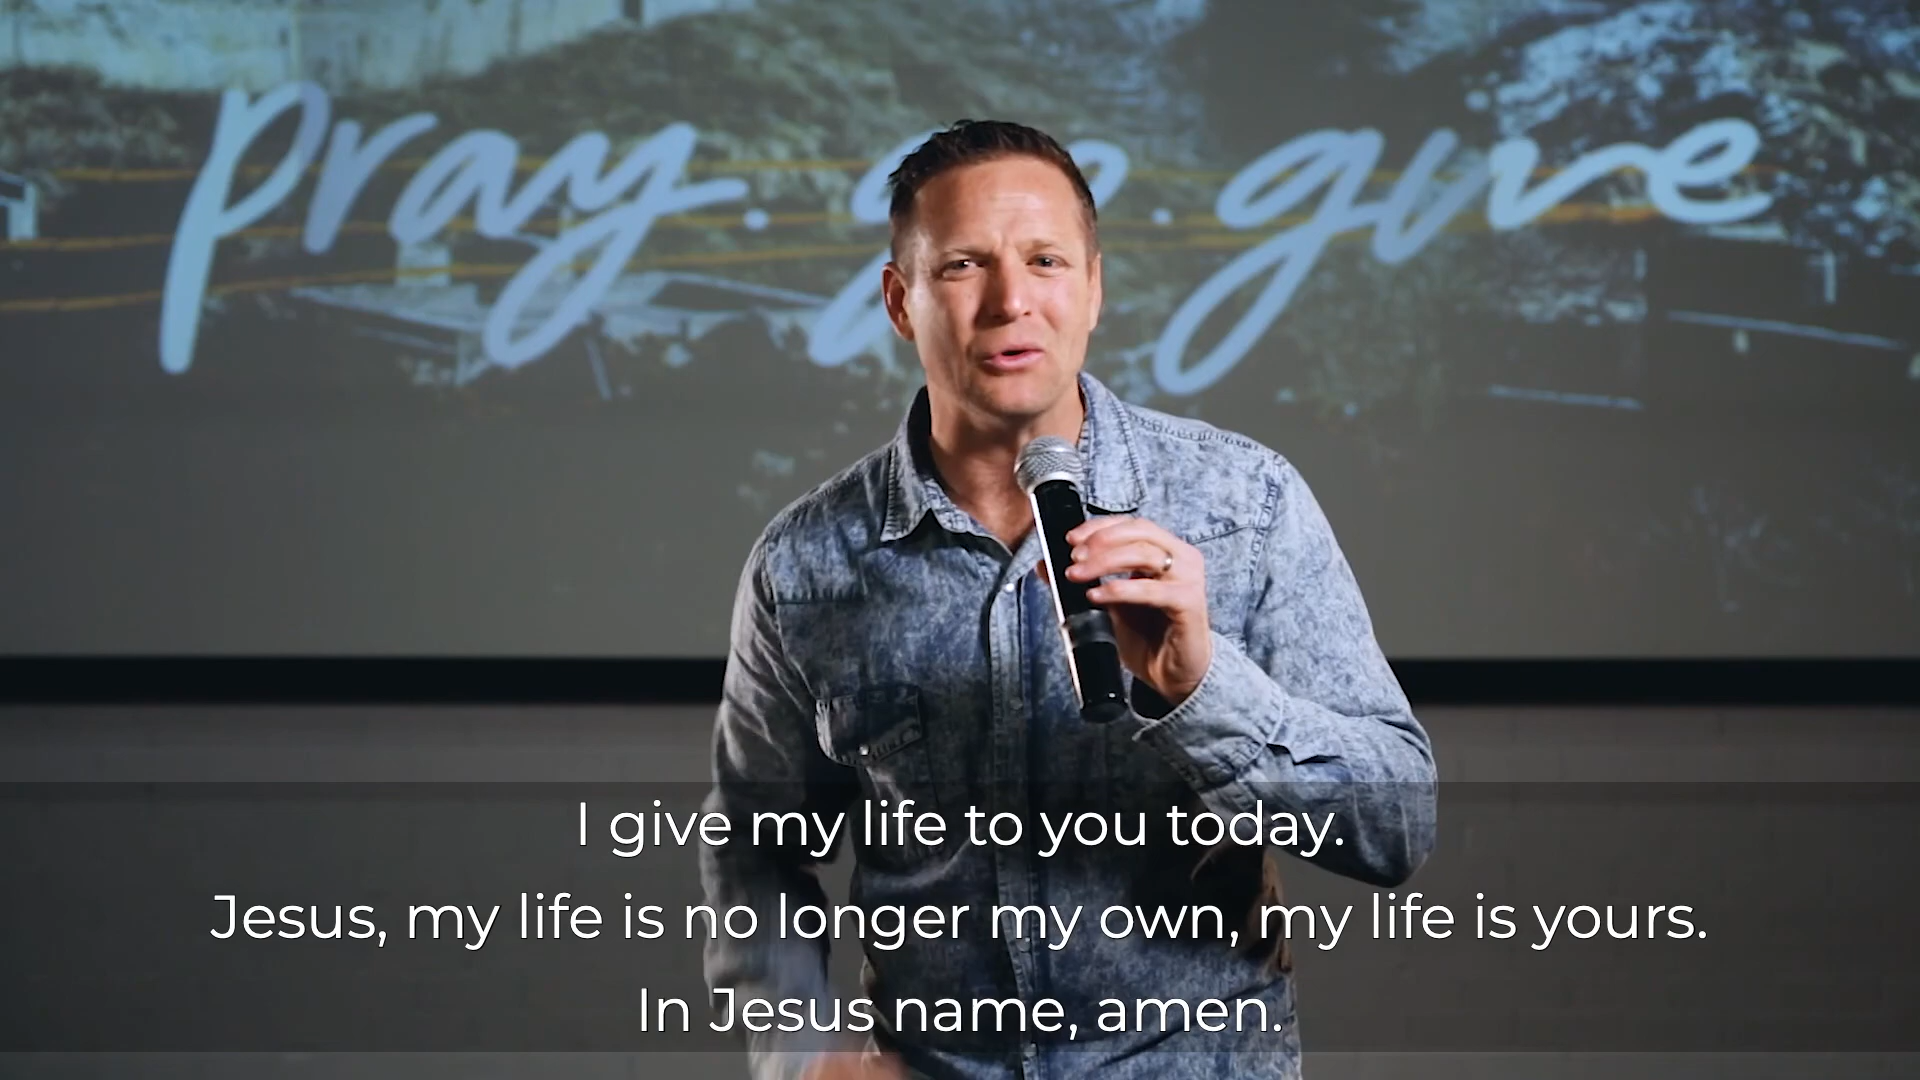 pray. go. give
I give my life to you today.
Jesus, my life is no longer my own, my life is yours.
In Jesus name, amen.